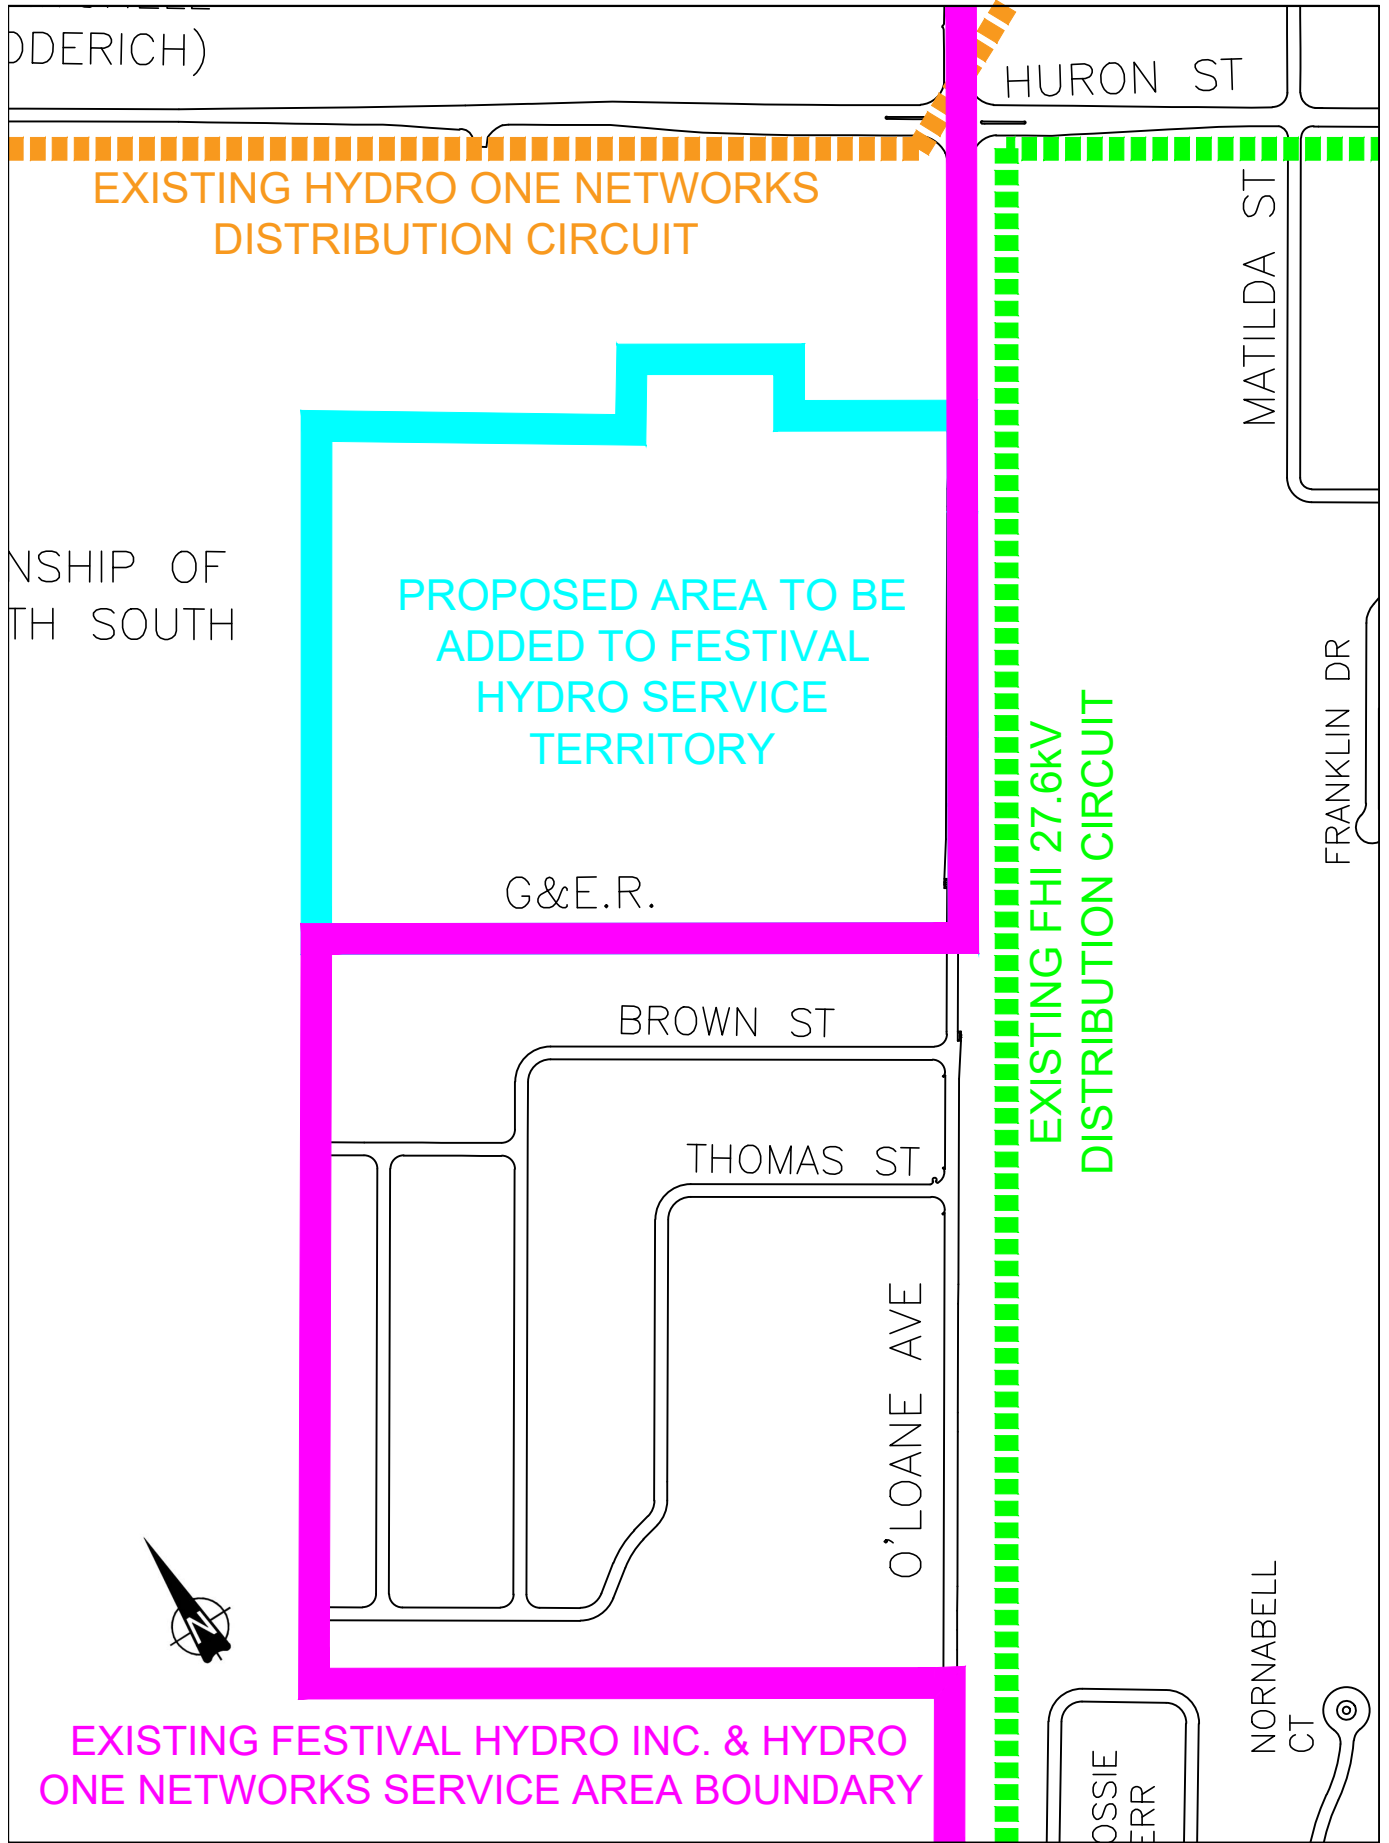 ODERICH)
HURON ST
EXISTING HYDRO ONE NETWORKS
DISTRIBUTION CIRCUIT
MATILDA ST
NSHIP OF
TH SOUTH
PROPOSED AREA TO BE
ADDED TO FESTIVAL
HYDRO SERVICE
TERRITORY
FRANKLIN DR
EXISTING FHI 27.6kV
DISTRIBUTION CIRCUIT
G&E.R.
BROWN ST
THOMAS ST
O'LOANE AVE
N
NORNABELL
CT
EXISTING FESTIVAL HYDRO INC. & HYDRO
ONE NETWORKS SERVICE AREA BOUNDARY
OSSIE
ERR